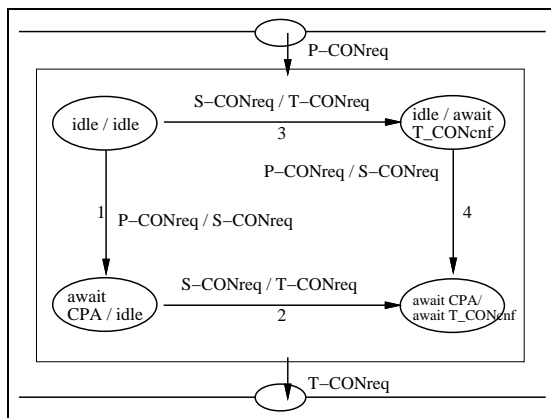 P–CONreq
S–CONreq / T–CONreq
idle / idle
3
idle / await
T_CONcnf
P–CONreq / S–CONreq
1
P–CONreq / S–CONreq
4
S–CONreq / T–CONreq
await
CPA / idle
2
await CPA/
await T_CONcnf
T–CONreq